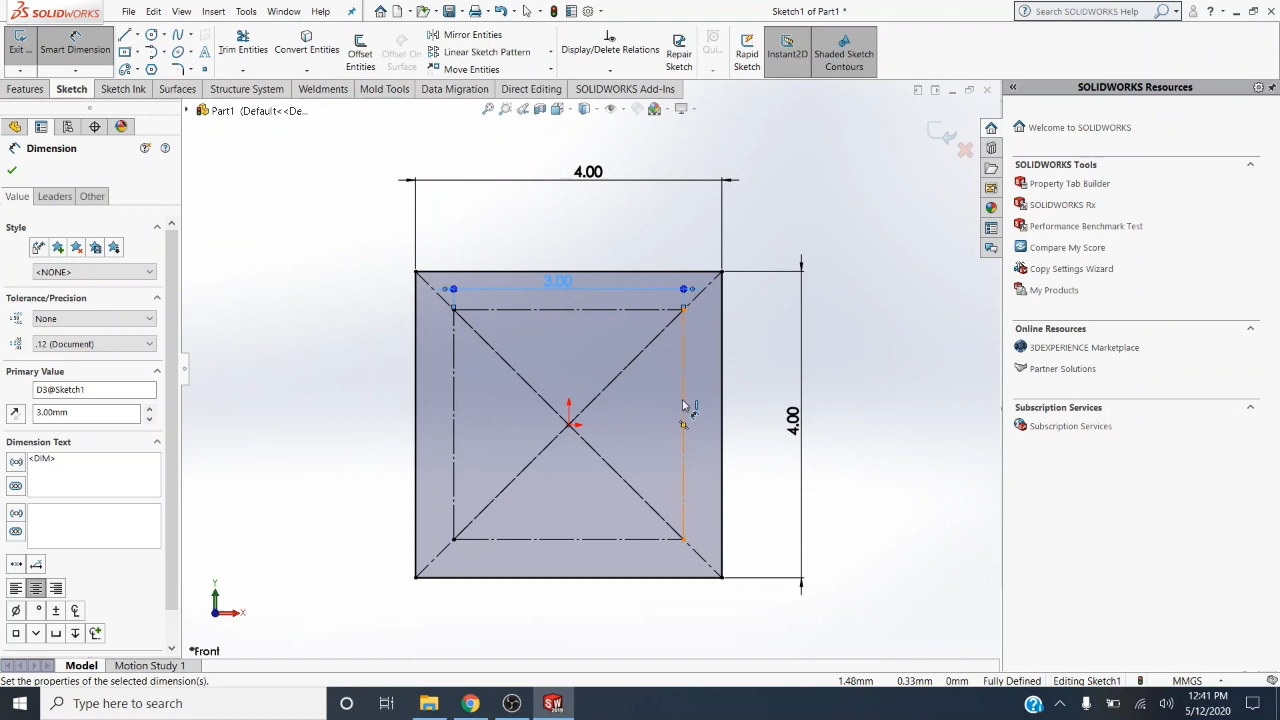 SOLIDWORKS File Edit View Insert Tools Window Help Sketch1 of Part1 * Search SOLIDWORKS Help
Exit ... Smart Dimension Trim Entities Convert Entities Offset Entities Offset On Surface Mirror Entities Linear Sketch Pattern Move Entities Display/Delete Relations Repair Sketch Qui... Rapid Sketch Instant2D Shaded Sketch Contours
Features Sketch Sketch Ink Surfaces Structure System Weldments Mold Tools Data Migration Direct Editing SOLIDWORKS Add-Ins
SOLIDWORKS Resources
Part1 (Default<<De...
Dimension
Value Leaders Other
Style
<NONE>
Tolerance/Precision
None
.12 (Document)
Primary Value
D3@Sketch1
3.00mm
Dimension Text
<DIM>
4.00
3.00
4.00
Y
X
*Front
Welcome to SOLIDWORKS
SOLIDWORKS Tools
Property Tab Builder
SOLIDWORKS Rx
Performance Benchmark Test
Compare My Score
Copy Settings Wizard
My Products
Online Resources
3DEXPERIENCE Marketplace
Partner Solutions
Subscription Services
Subscription Services
Model Motion Study 1
Set the properties of the selected dimension(s). 1.48mm 0.33mm 0mm Fully Defined Editing Sketch1 MMGS
Type here to search
12:41 PM
5/12/2020